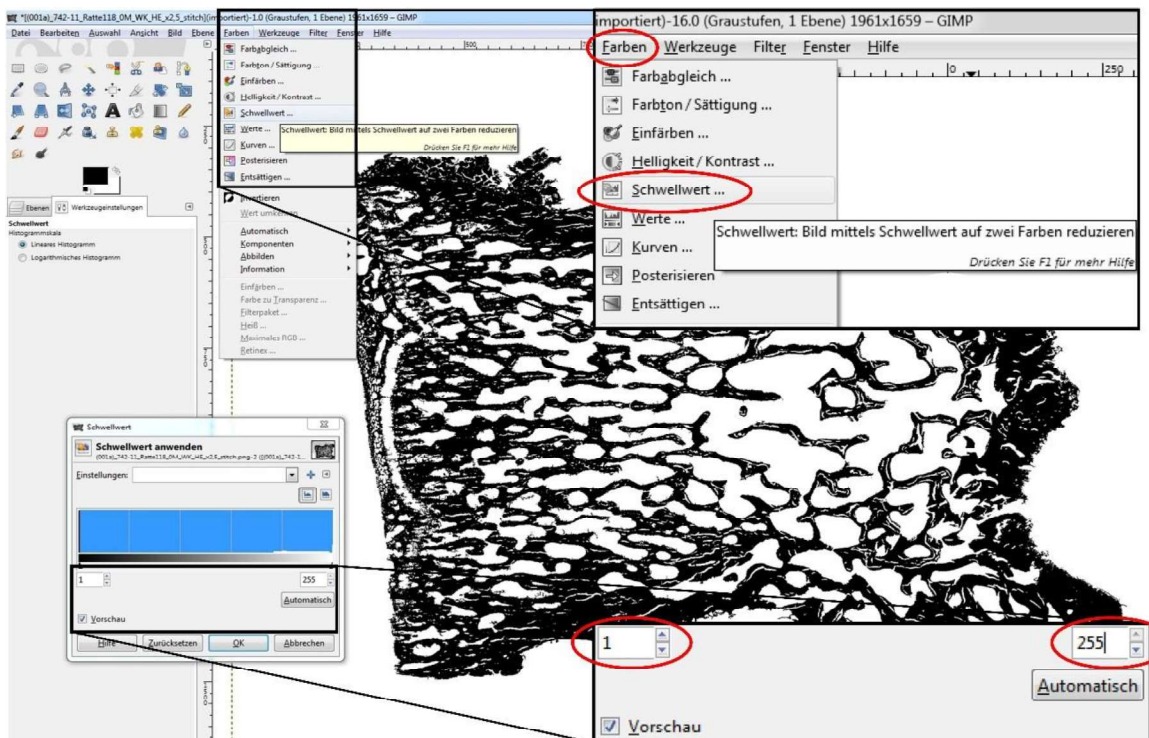 *[(001a)_742-11_Ratte118_0M_WK_HE_x2,5_stitch](importiert)-1.0 (Graustufen, 1 Ebene) 1961x1659 – GIMP
Datei Bearbeiten Auswahl Ansicht Bild Ebene Farben Werkzeuge Filter Fenster Hilfe
Farbabgleich ...
Farbton / Sättigung ...
Einfärben ...
Helligkeit / Kontrast ...
Schwellwert ...
Werte ...
Schwellwert: Bild mittels Schwellwert auf zwei Farben reduzieren
Drücken Sie F1 für mehr Hilfe
Kurven ...
Posterisieren
Entsättigen ...
Invertieren
Wert umkehren
Automatisch
Komponenten
Abbilden
Information
Einfärben ...
Farbe zu Transparenz ...
Filterpaket ...
Heiß ...
Maximales RGB ...
Retinex ...
Ebenen Werkzeugeinstellungen
Schwellwert
Histogrammskala
Lineares Histogramm
Logarithmisches Histogramm
500
importiert)-16.0 (Graustufen, 1 Ebene) 1961x1659 – GIMP
Farben Werkzeuge Filter Fenster Hilfe
0 250
Farbabgleich ...
Farbton / Sättigung ...
Einfärben ...
Helligkeit / Kontrast ...
Schwellwert ...
Werte ...
Schwellwert: Bild mittels Schwellwert auf zwei Farben reduzieren
Kurven ...
Drücken Sie F1 für mehr Hilfe
Posterisieren
Entsättigen ...
Schwellwert
Schwellwert anwenden
Einstellungen:
1 255
Automatisch
Vorschau
Hilfe Zurücksetzen OK Abbrechen
1 255
Automatisch
Vorschau